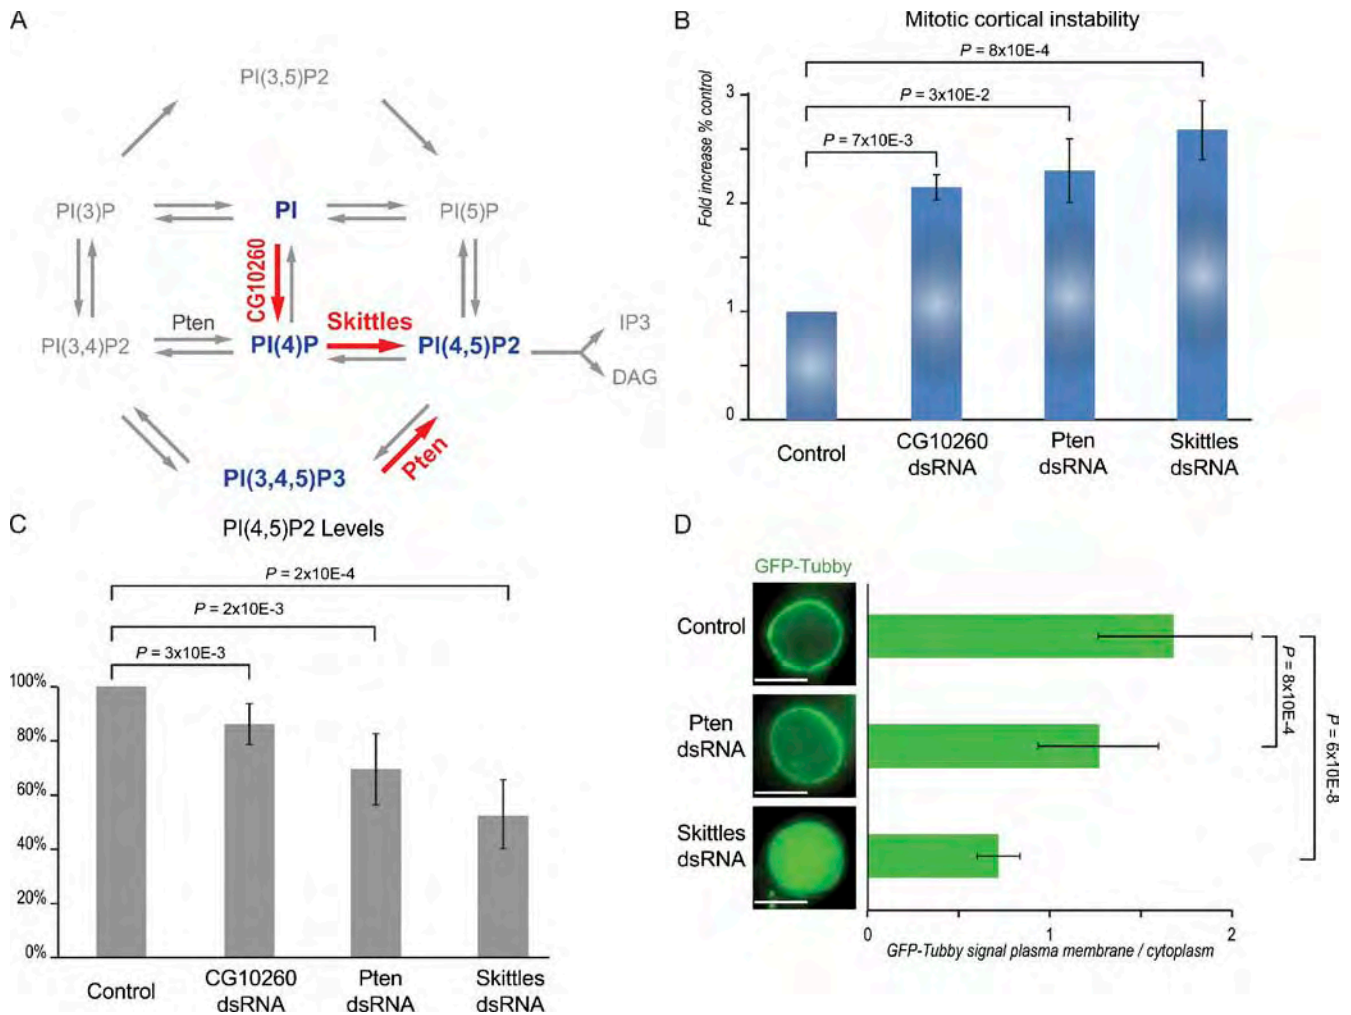 A
PI(3,5)P2
PI(3)P
PI
PI(5)P
CG10260
Pten
Skittles
PI(3,4)P2
PI(4)P
PI(4,5)P2
IP3
DAG
Pten
PI(3,4,5)P3
B
Mitotic cortical instability
P = 8x10E-4
P = 3x10E-2
P = 7x10E-3
Fold increase % control
3
2
1
0
Control
CG10260
dsRNA
Pten
dsRNA
Skittles
dsRNA
C
PI(4,5)P2 Levels
P = 2x10E-4
P = 2x10E-3
P = 3x10E-3
100%
80%
60%
40%
20%
0%
Control
CG10260
dsRNA
Pten
dsRNA
Skittles
dsRNA
D
GFP-Tubby
Control
Pten
dsRNA
Skittles
dsRNA
P = 8x10E-4
P = 6x10E-8
0
1
2
GFP-Tubby signal plasma membrane / cytoplasm